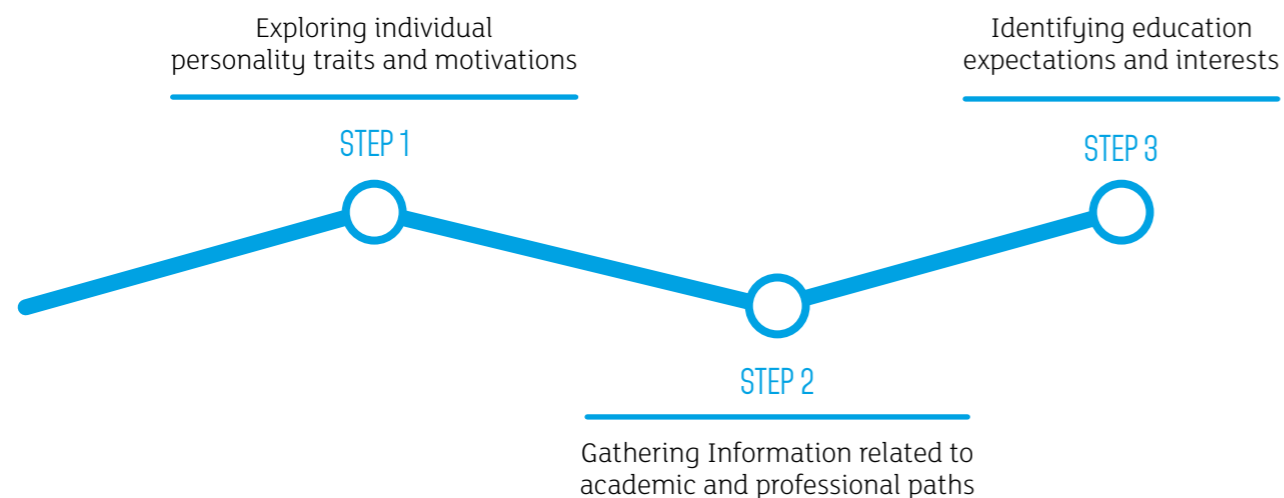 Exploring individual
personality traits and motivations
STEP 1
Gathering Information related to
academic and professional paths
STEP 2
Identifying education
expectations and interests
STEP 3